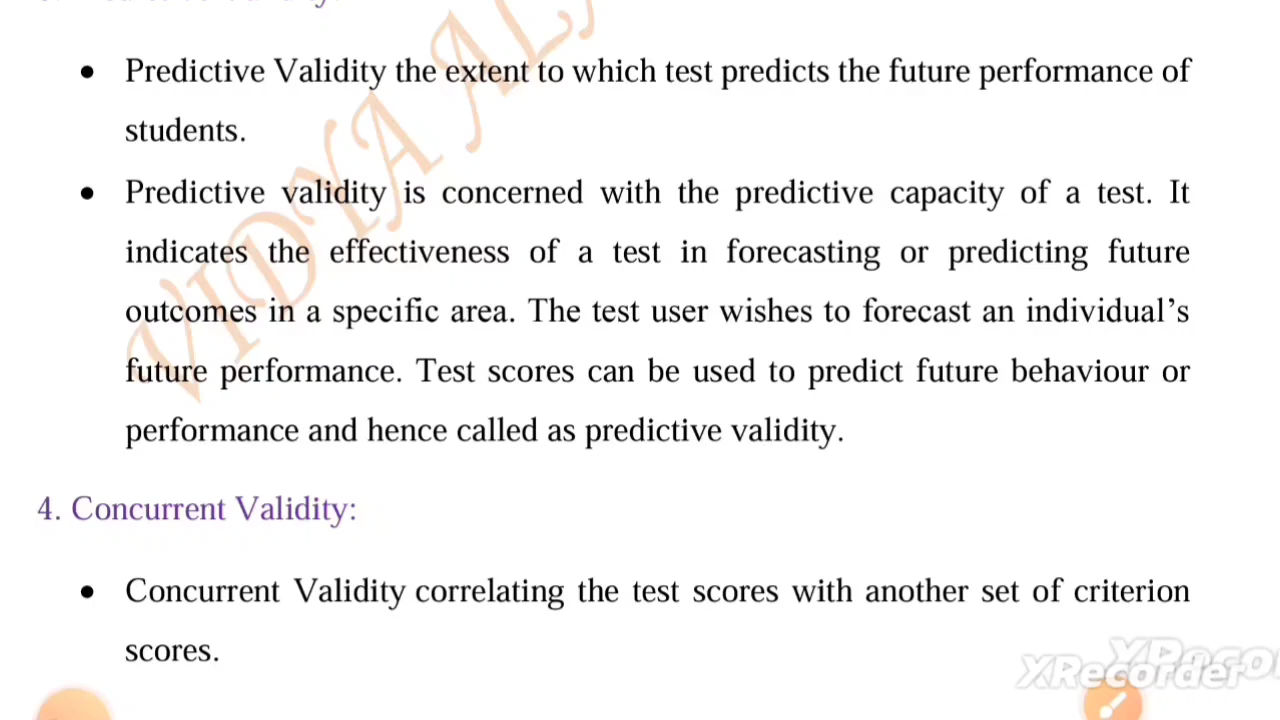 • Predictive Validity the extent to which test predicts the future performance of
students.
• Predictive validity is concerned with the predictive capacity of a test. It
indicates the effectiveness of a test in forecasting or predicting future
outcomes in a specific area. The test user wishes to forecast an individual’s
future performance. Test scores can be used to predict future behaviour or
performance and hence called as predictive validity.
4. Concurrent Validity:
• Concurrent Validity correlating the test scores with another set of criterion
scores.
VIDYA AL
XRecorder